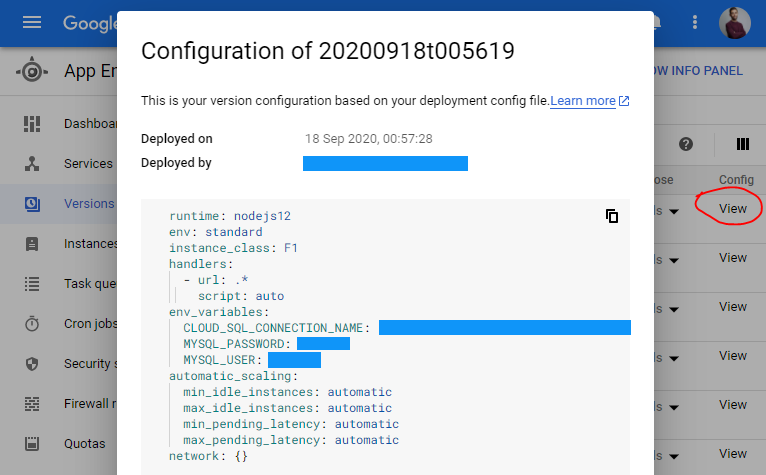 Google
Configuration of 20200918t005619
App En
OW INFO PANEL
This is your version configuration based on your deployment config file. Learn more
Dashboar
Deployed on 18 Sep 2020, 00:57:28
Services
Deployed by
ose Config
Versions
View
runtime: nodejs12
env: standard
Instances
instance_class: F1
View
handlers:
- url: .*
Task que
script: auto
View
env_variables:
Cron jobs
CLOUD_SQL_CONNECTION_NAME:
MYSQL_PASSWORD:
View
Security s
MYSQL_USER:
automatic_scaling:
min_idle_instances: automatic
Firewall r
max_idle_instances: automatic
View
min_pending_latency: automatic
Quotas
max_pending_latency: automatic
network: {}
View